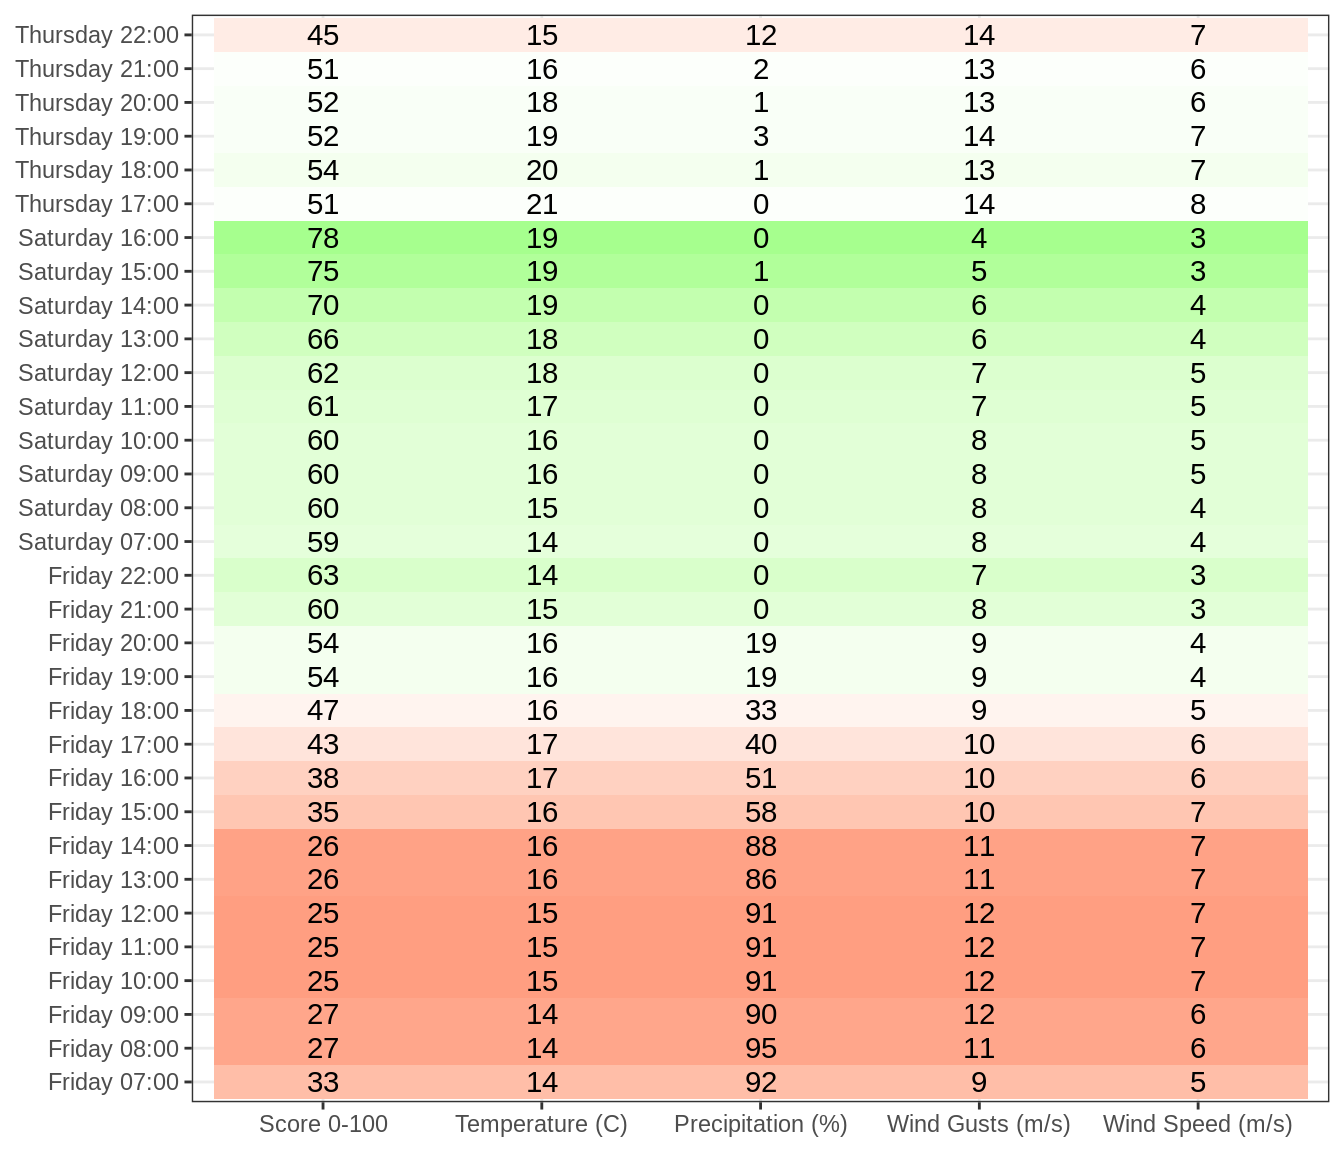 Thursday 22:00 45 15 12 14 7
Thursday 21:00 51 16 2 13 6
Thursday 20:00 52 18 1 13 6
Thursday 19:00 52 19 3 14 7
Thursday 18:00 54 20 1 13 7
Thursday 17:00 51 21 0 14 8
Saturday 16:00 78 19 0 4 3
Saturday 15:00 75 19 1 5 3
Saturday 14:00 70 19 0 6 4
Saturday 13:00 66 18 0 6 4
Saturday 12:00 62 18 0 7 5
Saturday 11:00 61 17 0 7 5
Saturday 10:00 60 16 0 8 5
Saturday 09:00 60 16 0 8 5
Saturday 08:00 60 15 0 8 4
Saturday 07:00 59 14 0 8 4
Friday 22:00 63 14 0 7 3
Friday 21:00 60 15 0 8 3
Friday 20:00 54 16 19 9 4
Friday 19:00 54 16 19 9 4
Friday 18:00 47 16 33 9 5
Friday 17:00 43 17 40 10 6
Friday 16:00 38 17 51 10 6
Friday 15:00 35 16 58 10 7
Friday 14:00 26 16 88 11 7
Friday 13:00 26 16 86 11 7
Friday 12:00 25 15 91 12 7
Friday 11:00 25 15 91 12 7
Friday 10:00 25 15 91 12 7
Friday 09:00 27 14 90 12 6
Friday 08:00 27 14 95 11 6
Friday 07:00 33 14 92 9 5
Score 0-100 Temperature (C) Precipitation (%) Wind Gusts (m/s) Wind Speed (m/s)